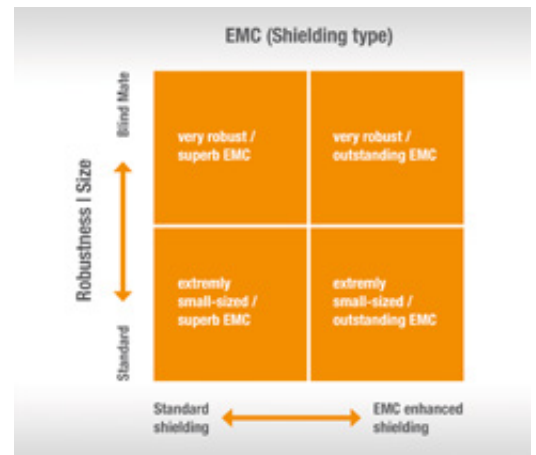 EMC (Shielding type)
Blind Mate
Robustness | Size
Standard
very robust /
superb EMC
very robust /
outstanding EMC
extremly
small-sized /
superb EMC
extremly
small-sized /
outstanding EMC
Standard
shielding
EMC enhanced
shielding